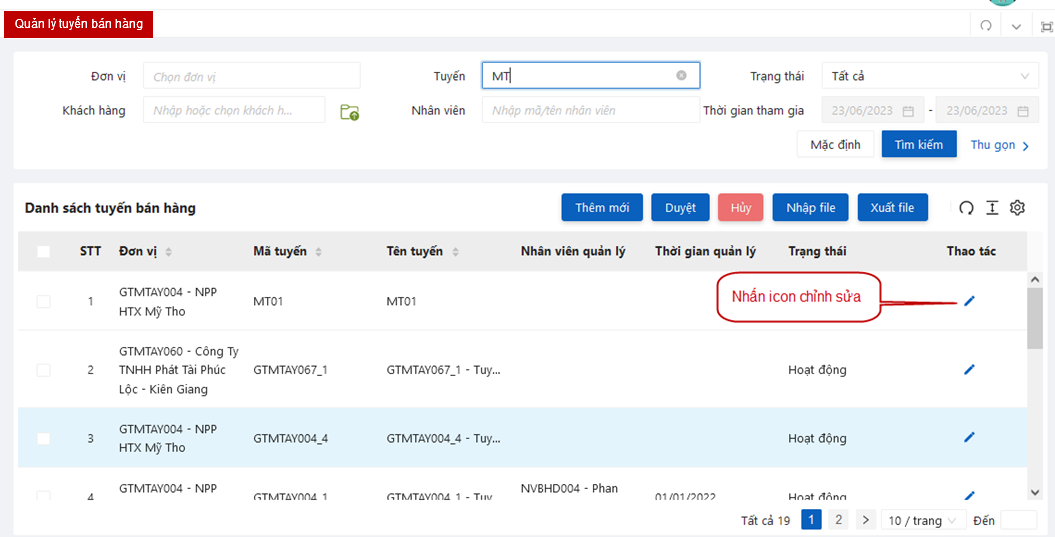 Quản lý tuyến bán hàng
Đơn vị Chọn đơn vị Tuyến MT Trạng thái Tất cả
Khách hàng Nhập hoặc chọn khách h... Nhân viên Nhập mã/tên nhân viên Thời gian tham gia 23/06/2023 - 23/06/2023
Mặc định Tìm kiếm Thu gọn
Danh sách tuyến bán hàng Thêm mới Duyệt Hủy Nhập file Xuất file
STT Đơn vị Mã tuyến Tên tuyến Nhân viên quản lý Thời gian quản lý Trạng thái Thao tác
1 GTMTAY004 - NPP HTX Mỹ Tho MT01 MT01 Nhấn icon chỉnh sửa
2 GTMTAY060 - Công Ty TNHH Phát Tài Phúc Lộc - Kiên Giang GTMTAY067_1 GTMTAY067_1 - Tuy... Hoạt động
3 GTMTAY004 - NPP HTX Mỹ Tho GTMTAY004_4 GTMTAY004_4 - Tuy... Hoạt động
4 GTMTAY004 - NPP GTMTAY004_1 GTMTAY004_1 - Tuy NVBHD004 - Phan 01/01/2022 Hoạt động
Tất cả 19 1 2 > 10 / trang Đến